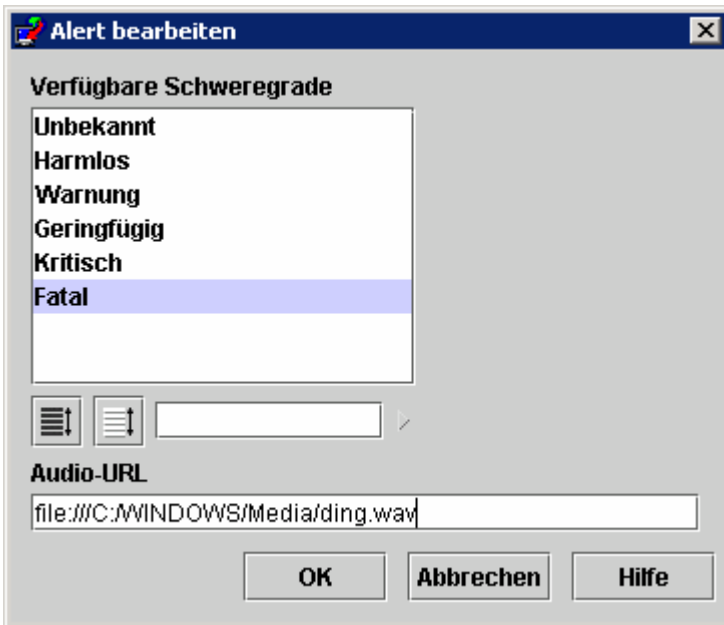 Alert bearbeiten
Verfügbare Schweregrade
Unbekannt
Harmlos
Warnung
Geringfügig
Kritisch
Fatal
Audio-URL
file:///C:/WINDOWS/Media/ding.wav
OK Abbrechen Hilfe